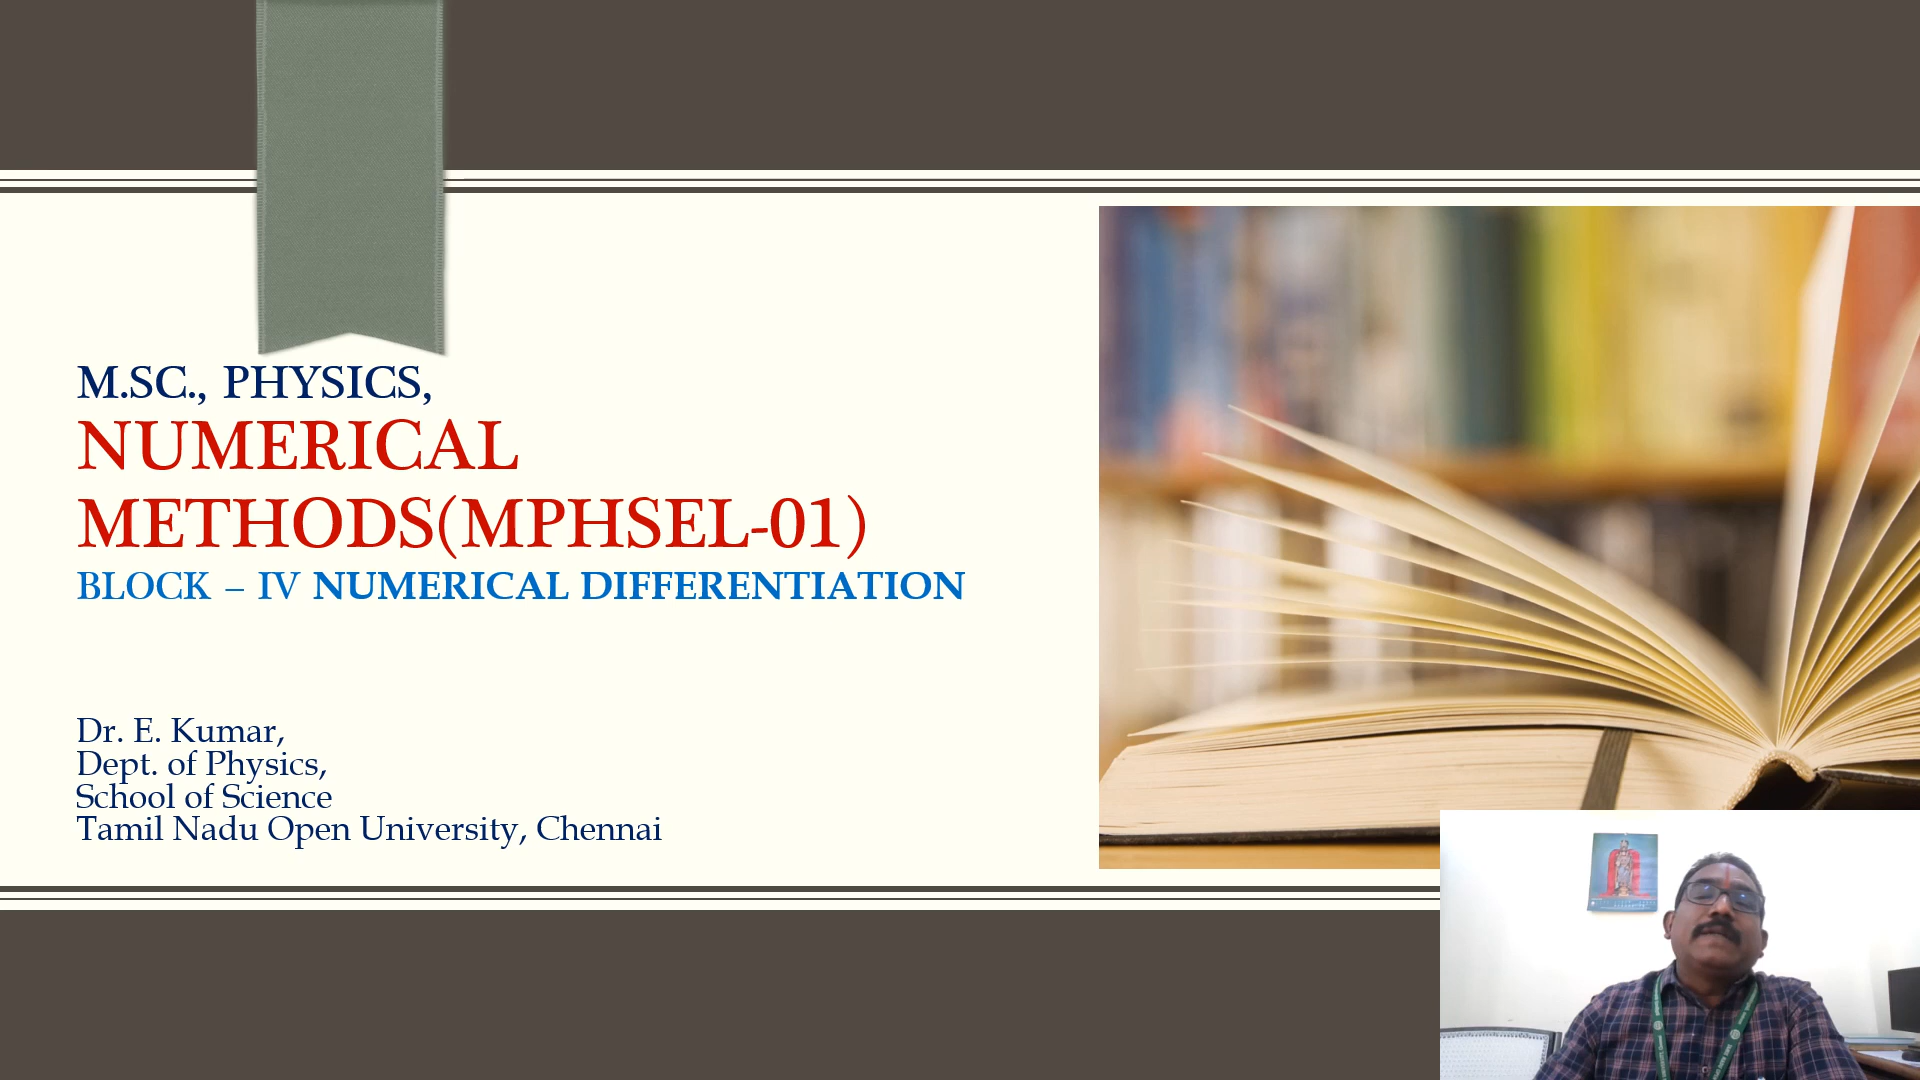 M.SC., PHYSICS,
NUMERICAL
METHODS(MPHSEL-01)
BLOCK – IV NUMERICAL DIFFERENTIATION
Dr. E. Kumar,
Dept. of Physics,
School of Science
Tamil Nadu Open University, Chennai